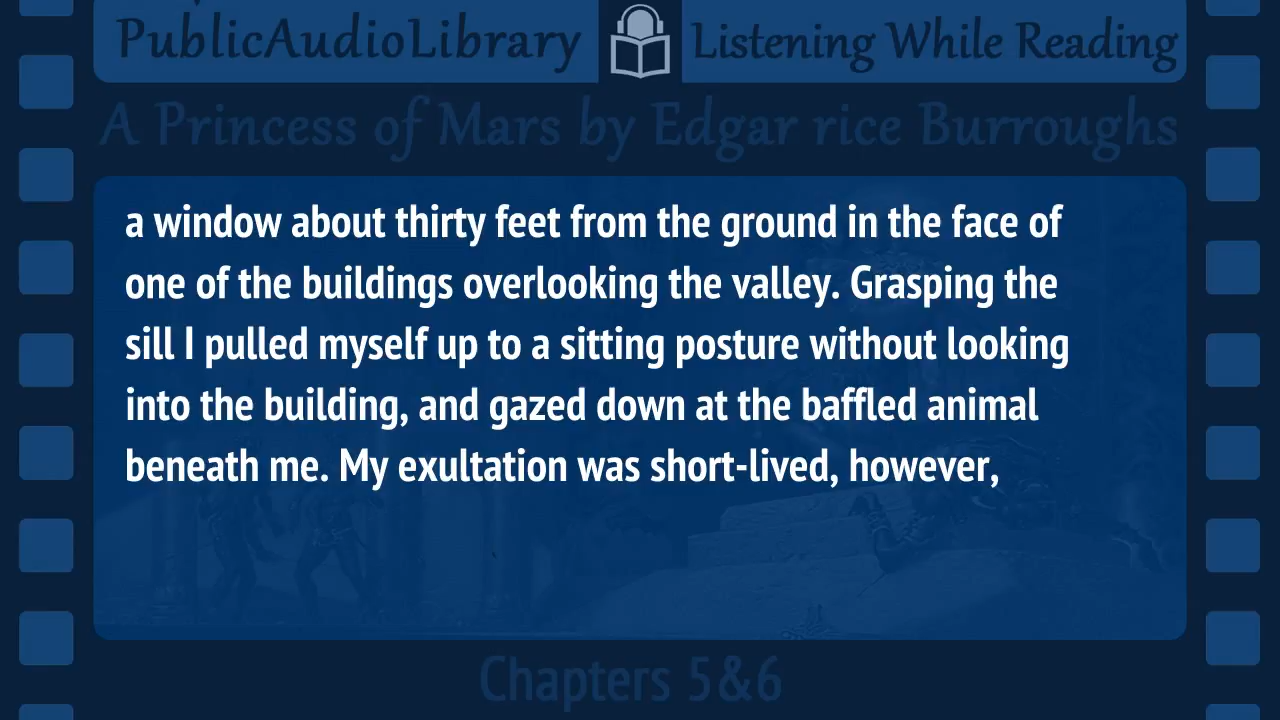 PublicAudioLibrary Listening While Reading
A Princess of Mars by Edgar rice Burroughs
a window about thirty feet from the ground in the face of
one of the buildings overlooking the valley. Grasping the
sill I pulled myself up to a sitting posture without looking
into the building, and gazed down at the baffled animal
beneath me. My exultation was short-lived, however,
Chapters 5&6